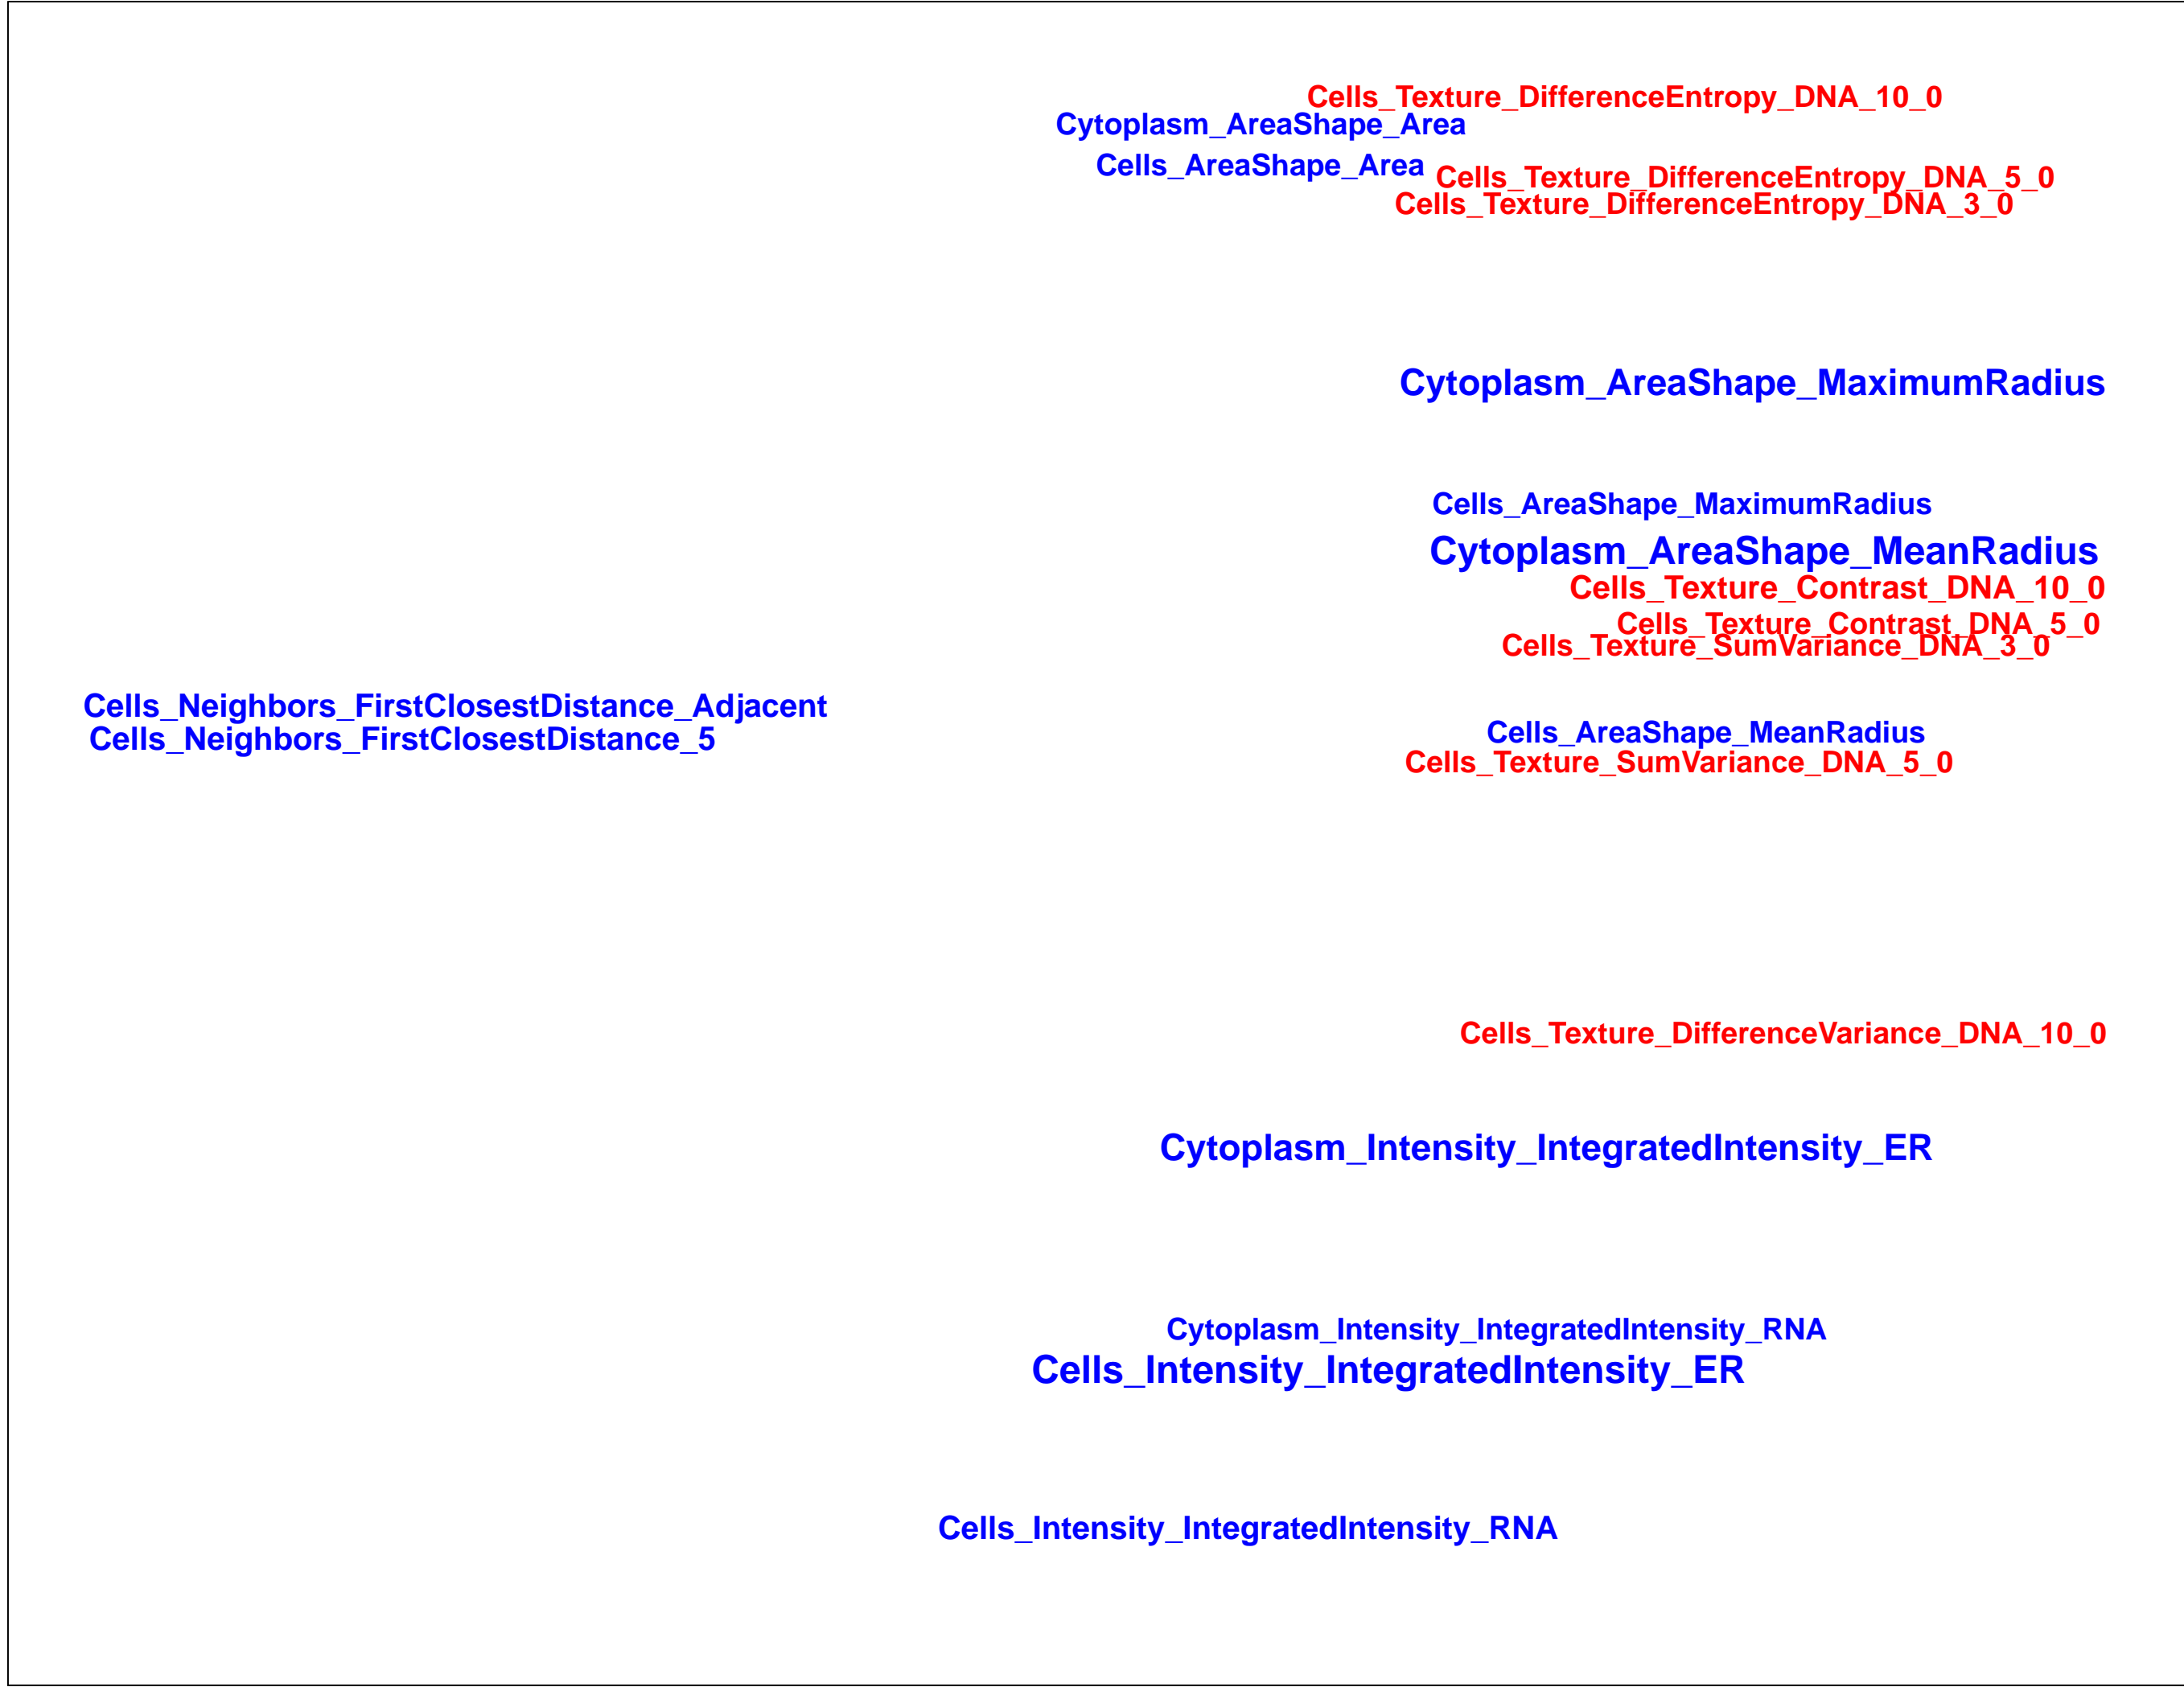 Cells_Texture_DifferenceEntropy_DNA_10_0
Cytoplasm_AreaShape_Area
Cells_AreaShape_Area
Cells_Texture_DifferenceEntropy_DNA_5_0
Cells_Texture_DifferenceEntropy_DNA_3_0
Cytoplasm_AreaShape_MaximumRadius
Cells_AreaShape_MaximumRadius
Cytoplasm_AreaShape_MeanRadius
Cells_Texture_Contrast_DNA_10_0
Cells_Texture_Contrast_DNA_5_0
Cells_Texture_SumVariance_DNA_3_0
Cells_Neighbors_FirstClosestDistance_Adjacent
Cells_Neighbors_FirstClosestDistance_5
Cells_AreaShape_MeanRadius
Cells_Texture_SumVariance_DNA_5_0
Cells_Texture_DifferenceVariance_DNA_10_0
Cytoplasm_Intensity_IntegratedIntensity_ER
Cytoplasm_Intensity_IntegratedIntensity_RNA
Cells_Intensity_IntegratedIntensity_ER
Cells_Intensity_IntegratedIntensity_RNA